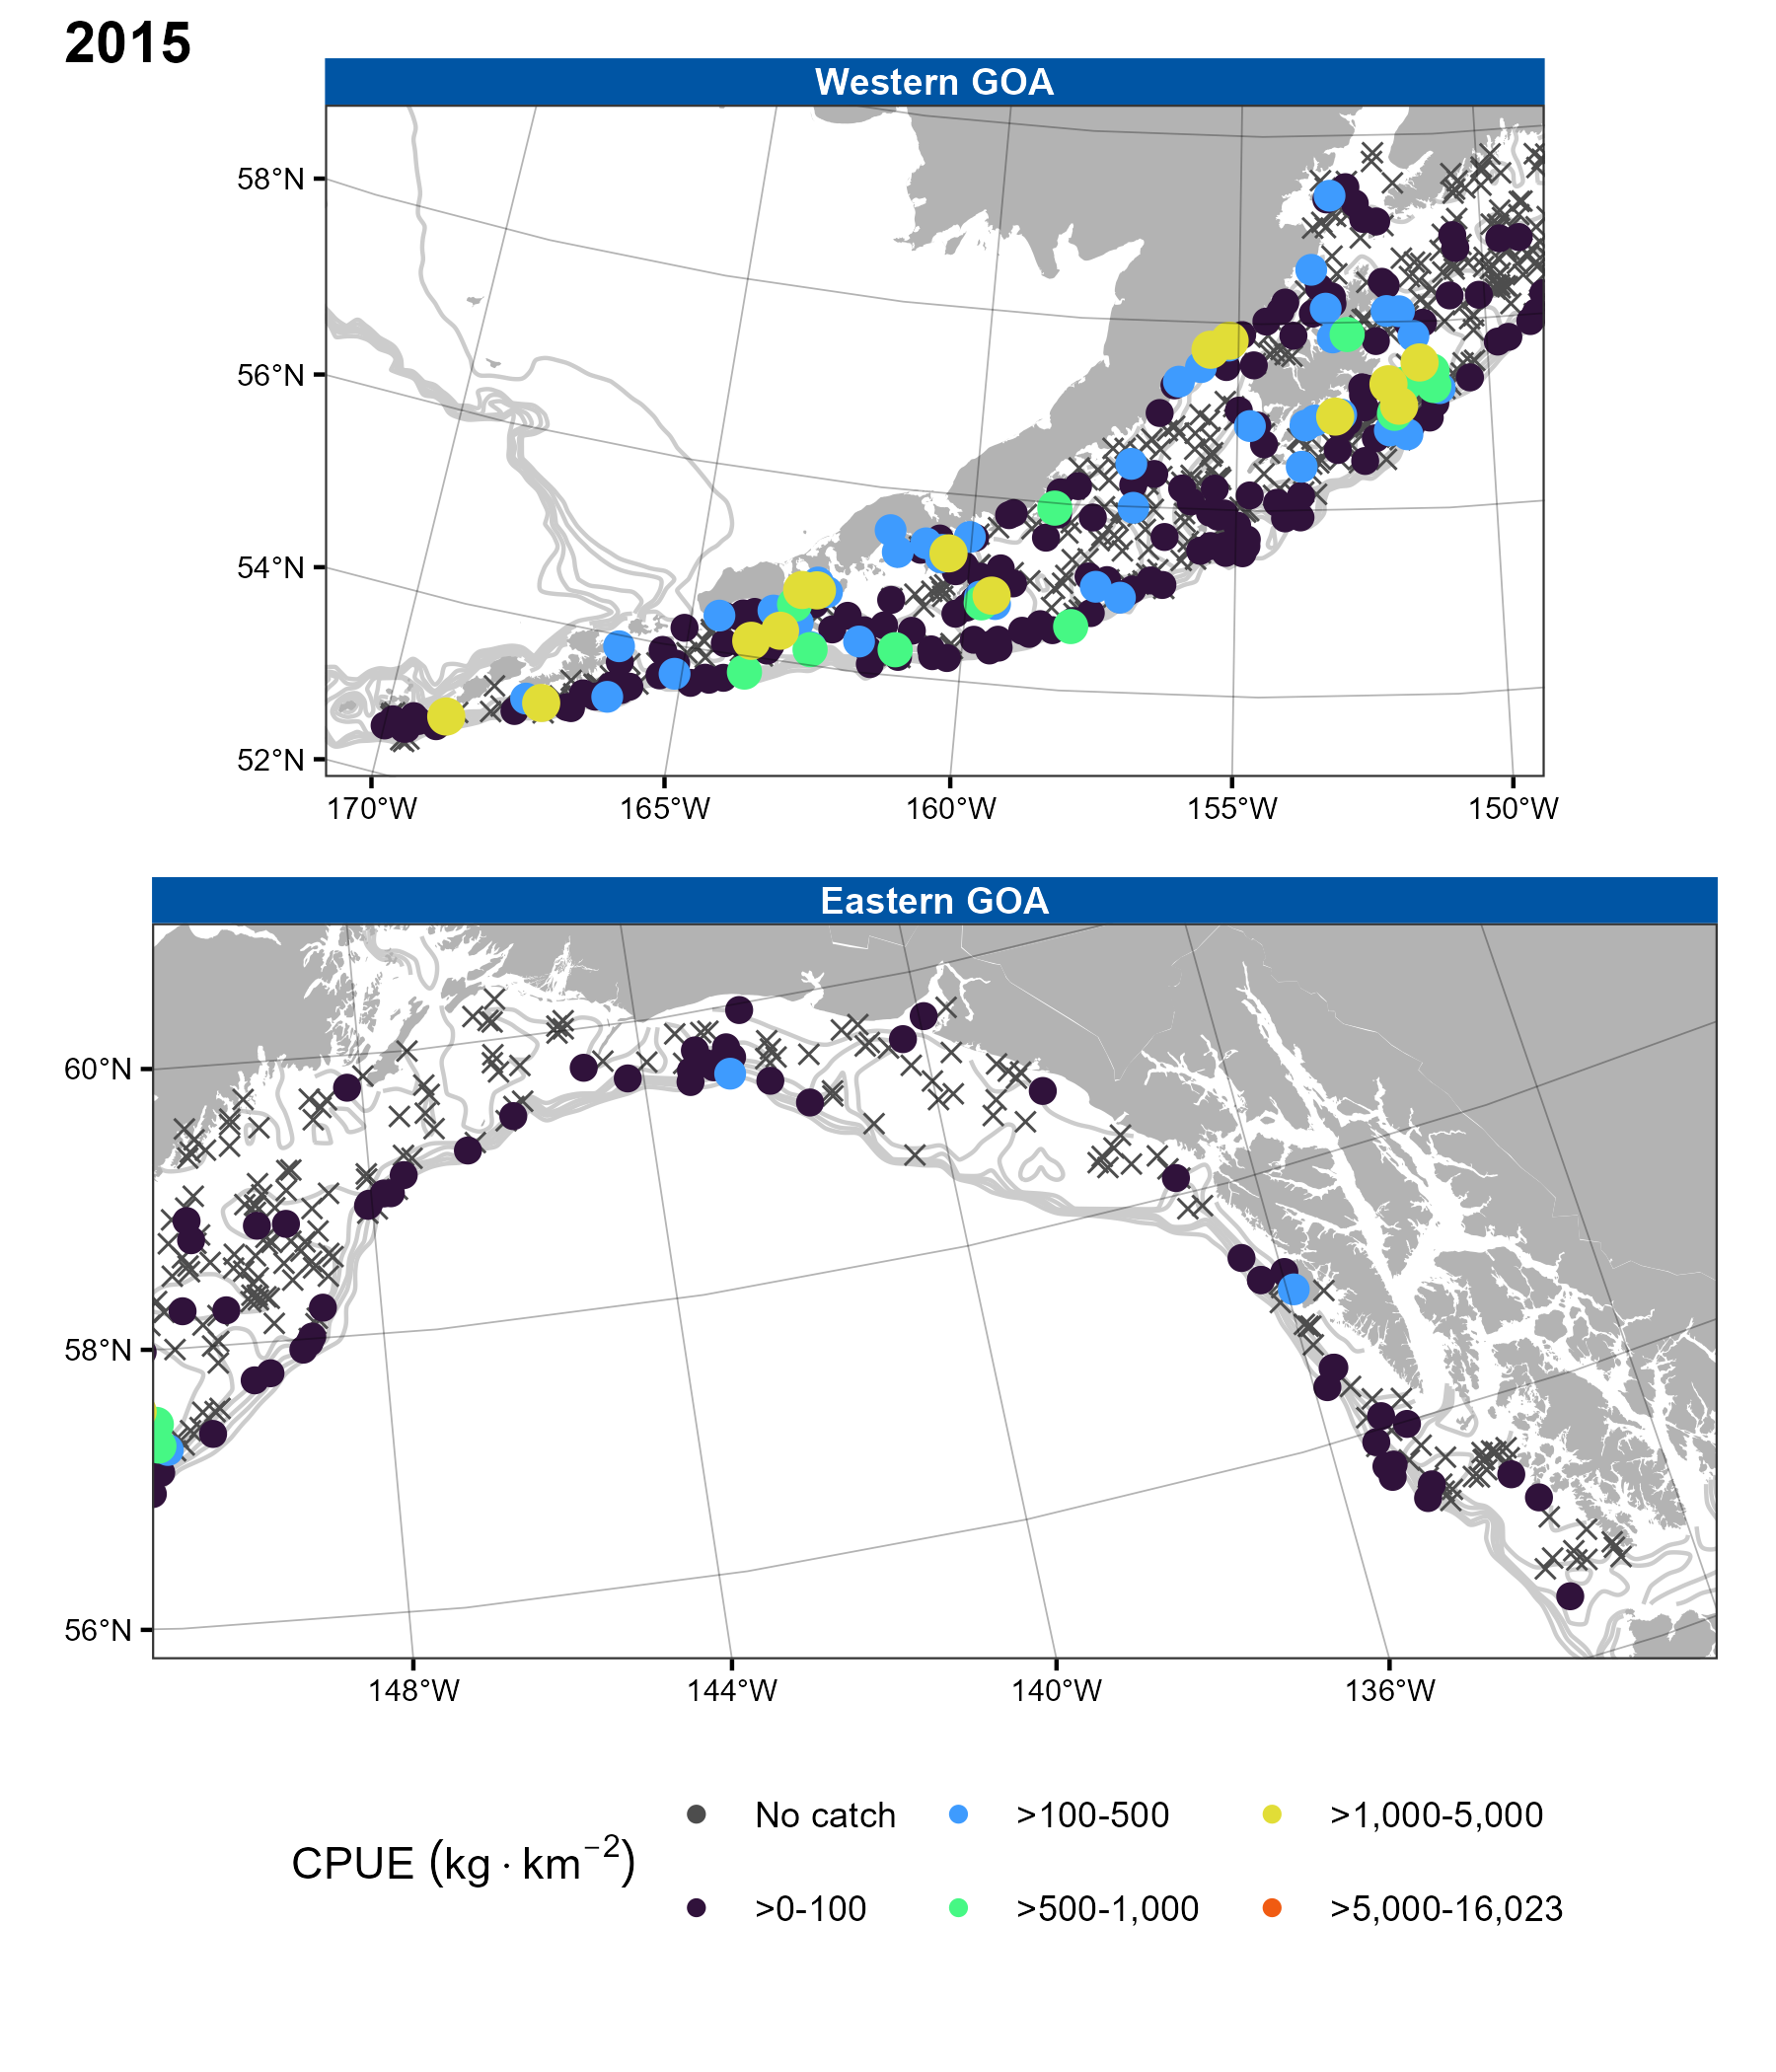 2015
Western GOA
58°N
56°N
54°N
52°N
170°W 165°W 160°W 155°W 150°W
Eastern GOA
60°N
58°N
56°N
148°W 144°W 140°W 136°W
CPUE (kg · km⁻²)
No catch >100-500 >1,000-5,000
>0-100 >500-1,000 >5,000-16,023